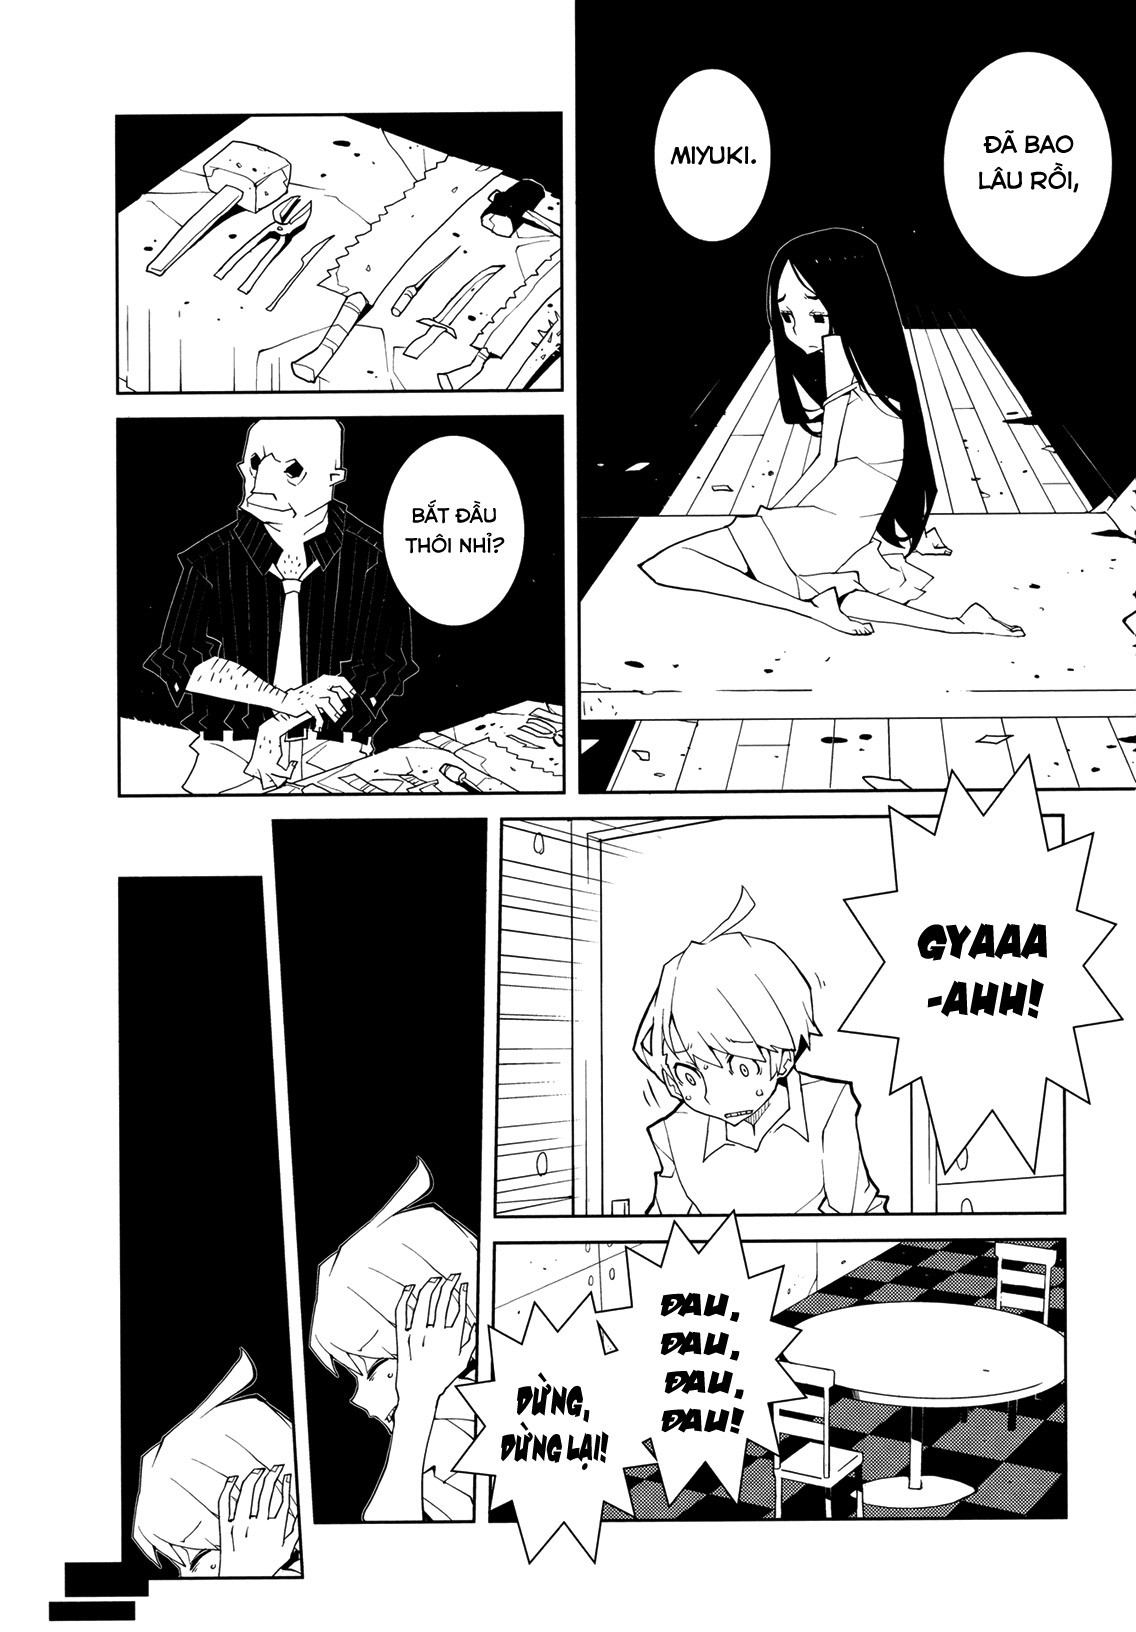 ĐÃ BAO
LÂU RỒI,
MIYUKI.
BẮT ĐẦU
THÔI NHỈ?
GYAAA
-AHH!
ĐAU,
ĐAU,
ĐAU,
ĐAU!
DỪNG,
DỪNG LẠI!